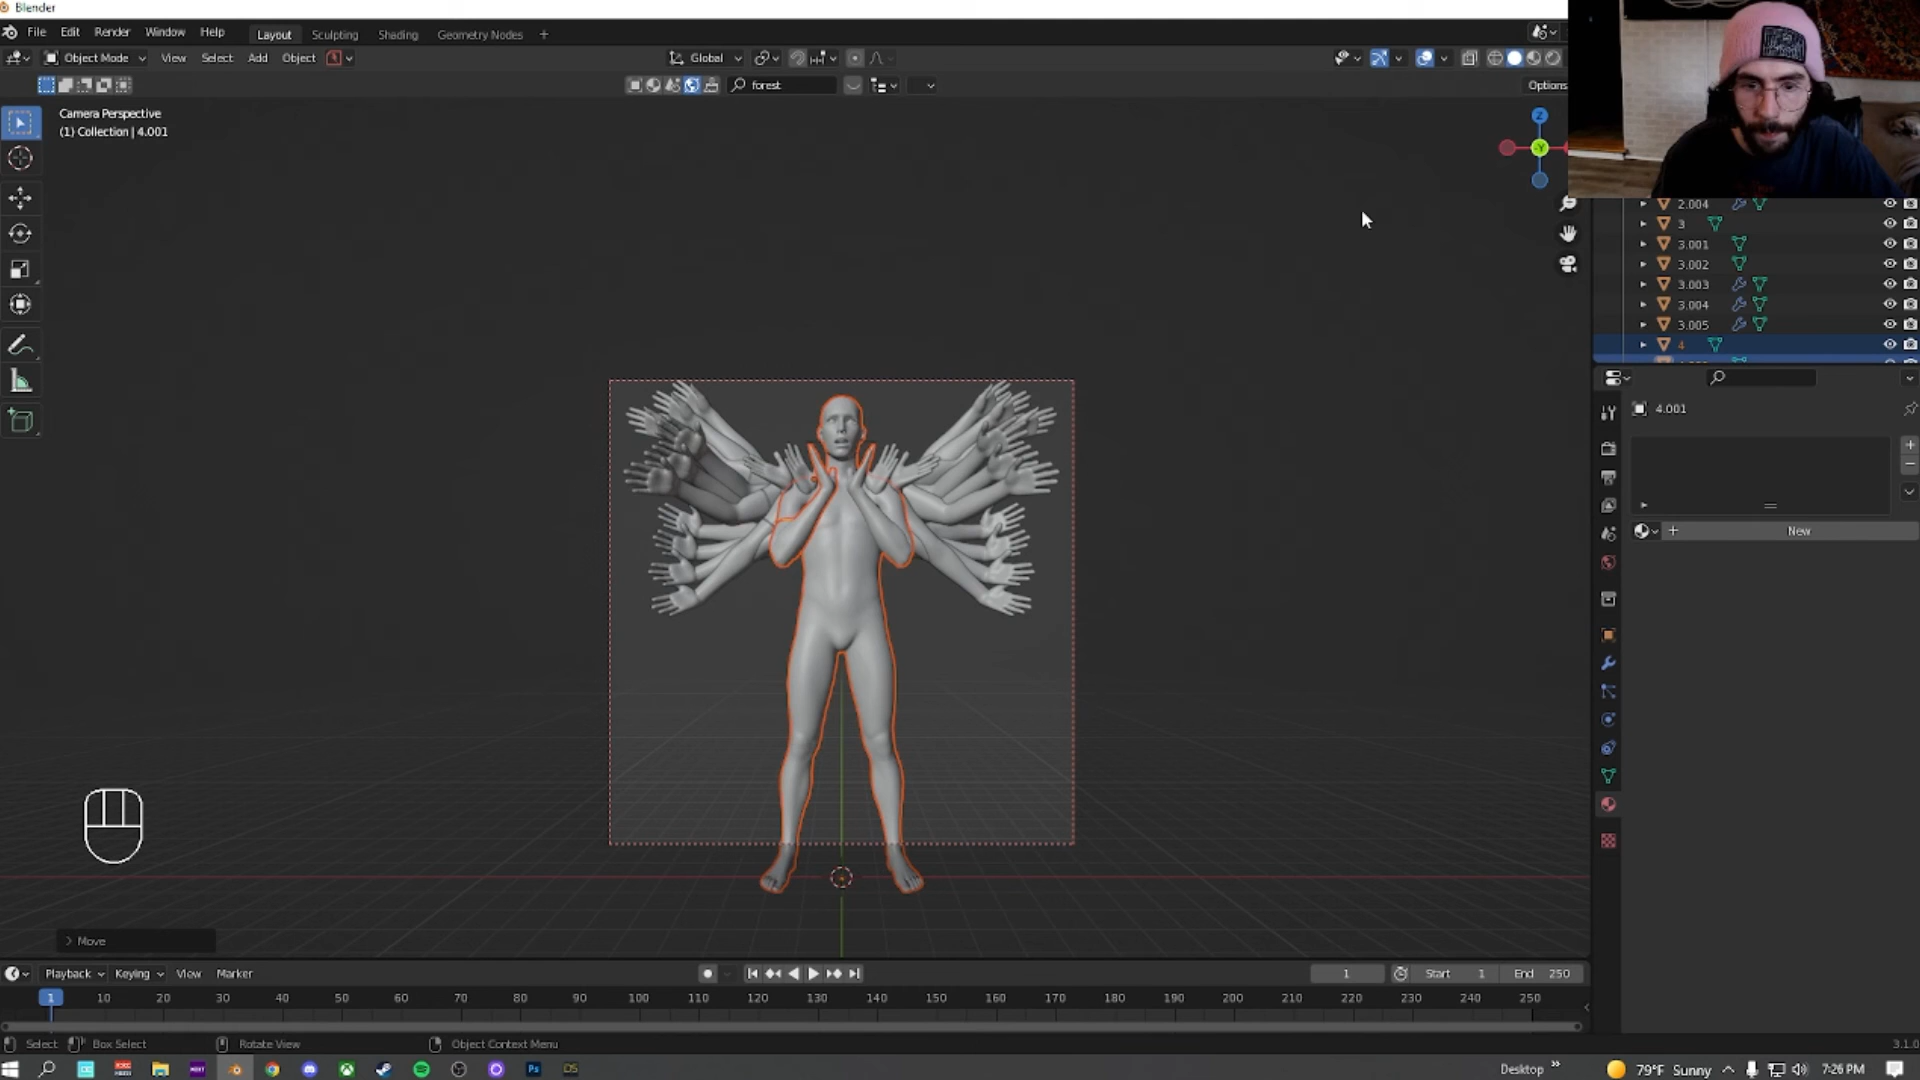 Blender
File Edit Render Window Help Layout Sculpting Shading Geometry Nodes +
Object Mode View Select Add Object Global
forest Options
Camera Perspective
(1) Collection | 4.001
Z
-Y
2.004
3
3.001
3.002
3.003
3.004
3.005
4
4.001
New
Move
Playback Keying View Marker 1 Start 1 End 250
1 10 20 30 40 50 60 70 80 90 100 110 120 130 140 150 160 170 180 190 200 210 220 230 240 250
Select Box Select Rotate View Object Context Menu 3.1.0
Ps DS Desktop 79°F Sunny 7:26 PM